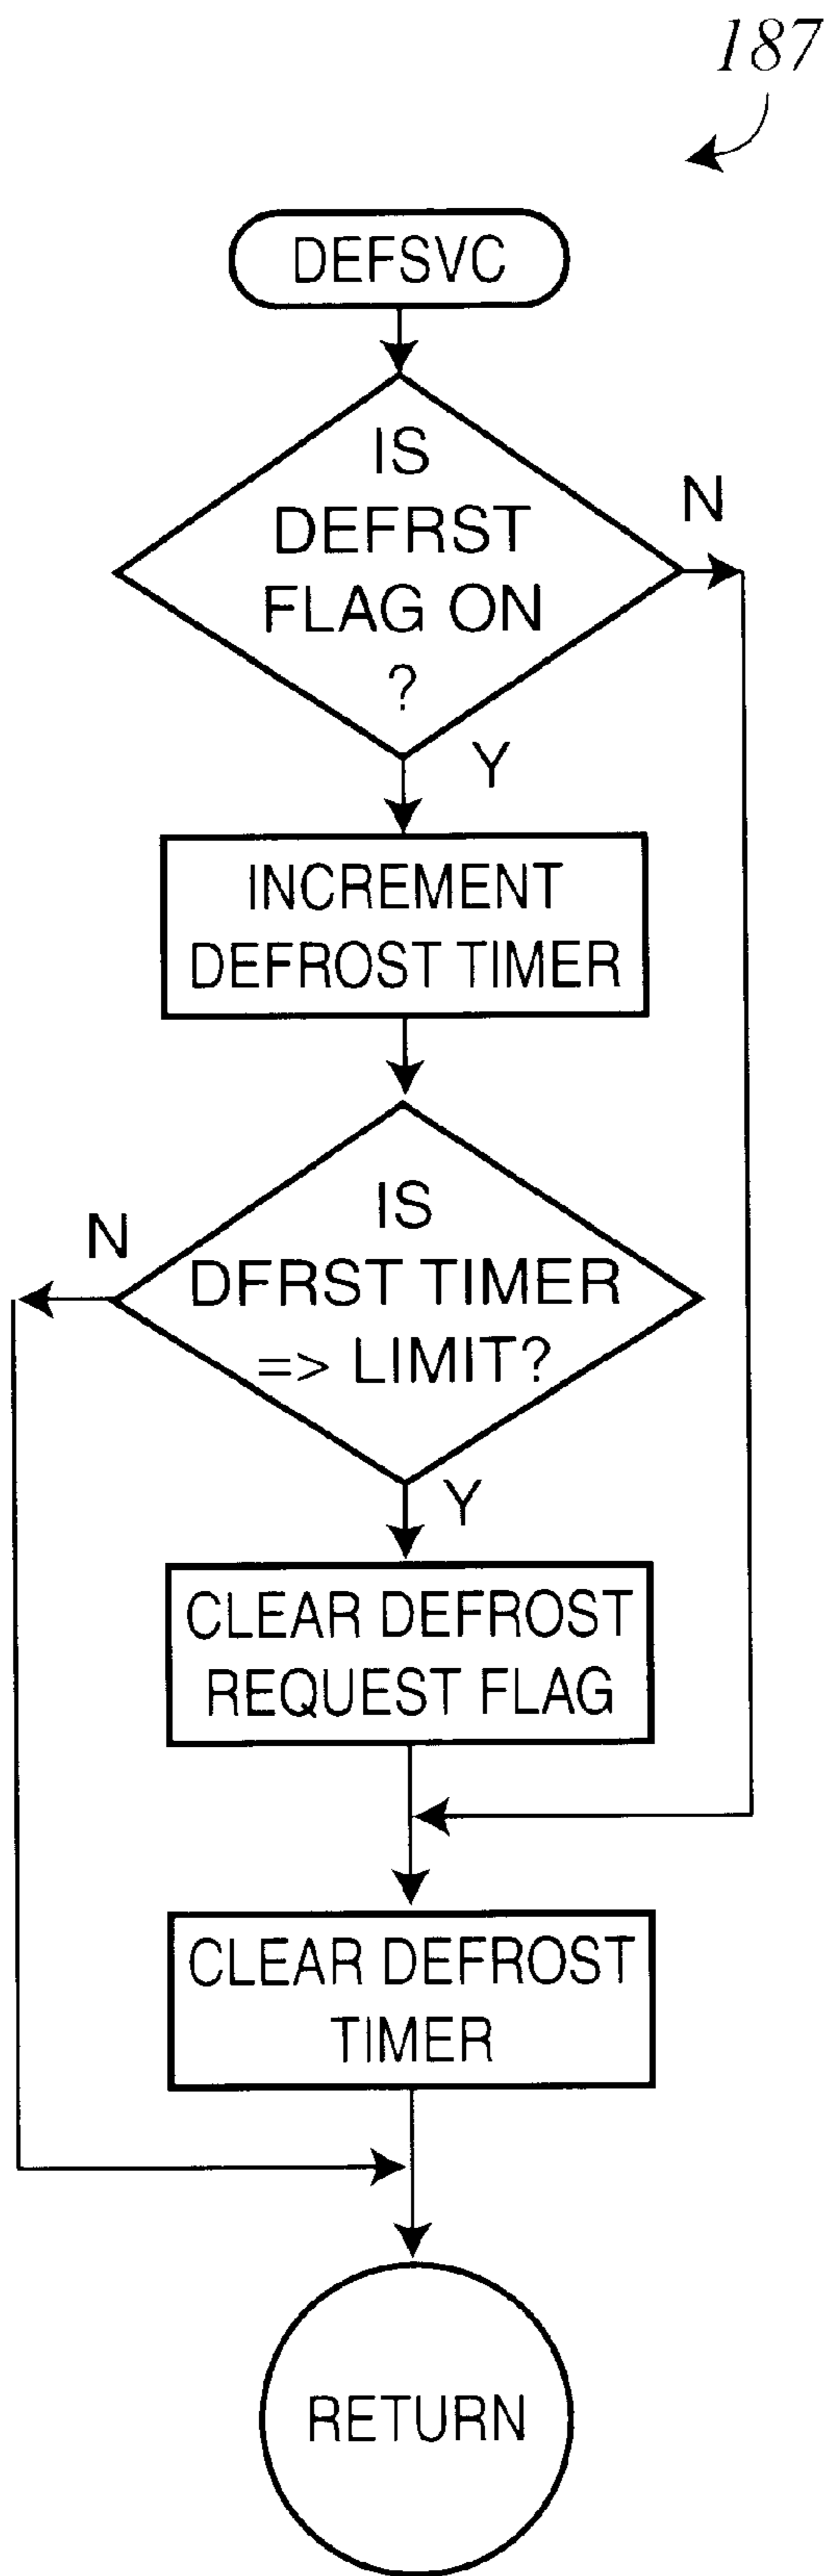 187
DEFSVC
IS
DEFRST
FLAG ON
?
N
Y
INCREMENT
DEFROST TIMER
IS
DFRST TIMER
=> LIMIT?
N
Y
CLEAR DEFROST
REQUEST FLAG
CLEAR DEFROST
TIMER
RETURN